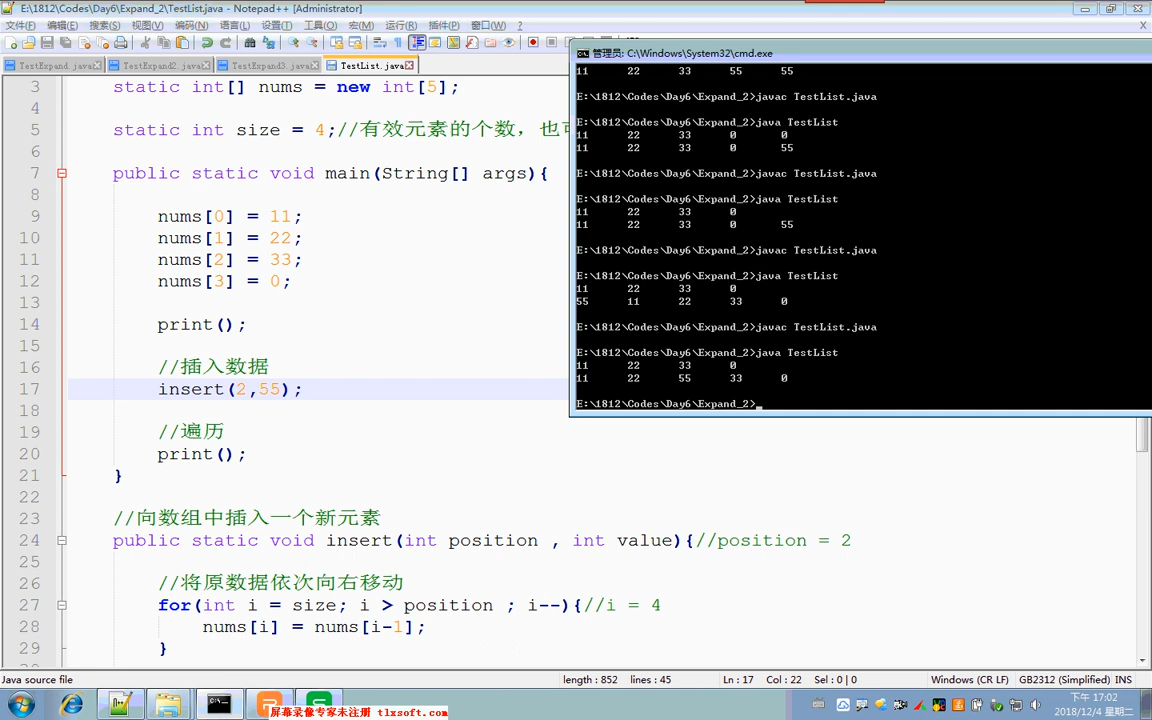 E:\1812\Codes\Day6\Expand_2\TestList.java - Notepad++ [Administrator]
文件(F) 编辑(E) 搜索(S) 视图(V) 编码(N) 语言(L) 设置(T) 工具(O) 宏(M) 运行(R) 插件(P) 窗口(W) ?
TestExpand.java TestExpand2.java TestExpand3.java TestList.java
3 static int[] nums = new int[5];
4
5 static int size = 4;//有效元素的个数，也
6
7 public static void main(String[] args){
8
9 nums[0] = 11;
10 nums[1] = 22;
11 nums[2] = 33;
12 nums[3] = 0;
13
14 print();
15
16 //插入数据
17 insert(2,55);
18
19 //遍历
20 print();
21 }
22
23 //向数组中插入一个新元素
24 public static void insert(int position , int value){//position = 2
25
26 //将原数据依次向右移动
27 for(int i = size; i > position ; i--){//i = 4
28 nums[i] = nums[i-1];
29 }
管理员: C:\Windows\System32\cmd.exe
11 22 33 55 55
E:\1812\Codes\Day6\Expand_2>javac TestList.java
E:\1812\Codes\Day6\Expand_2>java TestList
11 22 33 0 0
11 22 33 0 55
E:\1812\Codes\Day6\Expand_2>javac TestList.java
E:\1812\Codes\Day6\Expand_2>java TestList
11 22 33 0
11 22 33 0 55
E:\1812\Codes\Day6\Expand_2>javac TestList.java
E:\1812\Codes\Day6\Expand_2>java TestList
11 22 33 0
55 11 22 33 0
E:\1812\Codes\Day6\Expand_2>javac TestList.java
E:\1812\Codes\Day6\Expand_2>java TestList
11 22 33 0
11 22 55 33 0
E:\1812\Codes\Day6\Expand_2>
Java source file length : 852 lines : 45 Ln : 17 Col : 22 Sel : 0 | 0 Windows (CR LF) GB2312 (Simplified) INS
屏幕录像专家未注册 tlxsoft.com
下午 17:02
2018/12/4 星期二